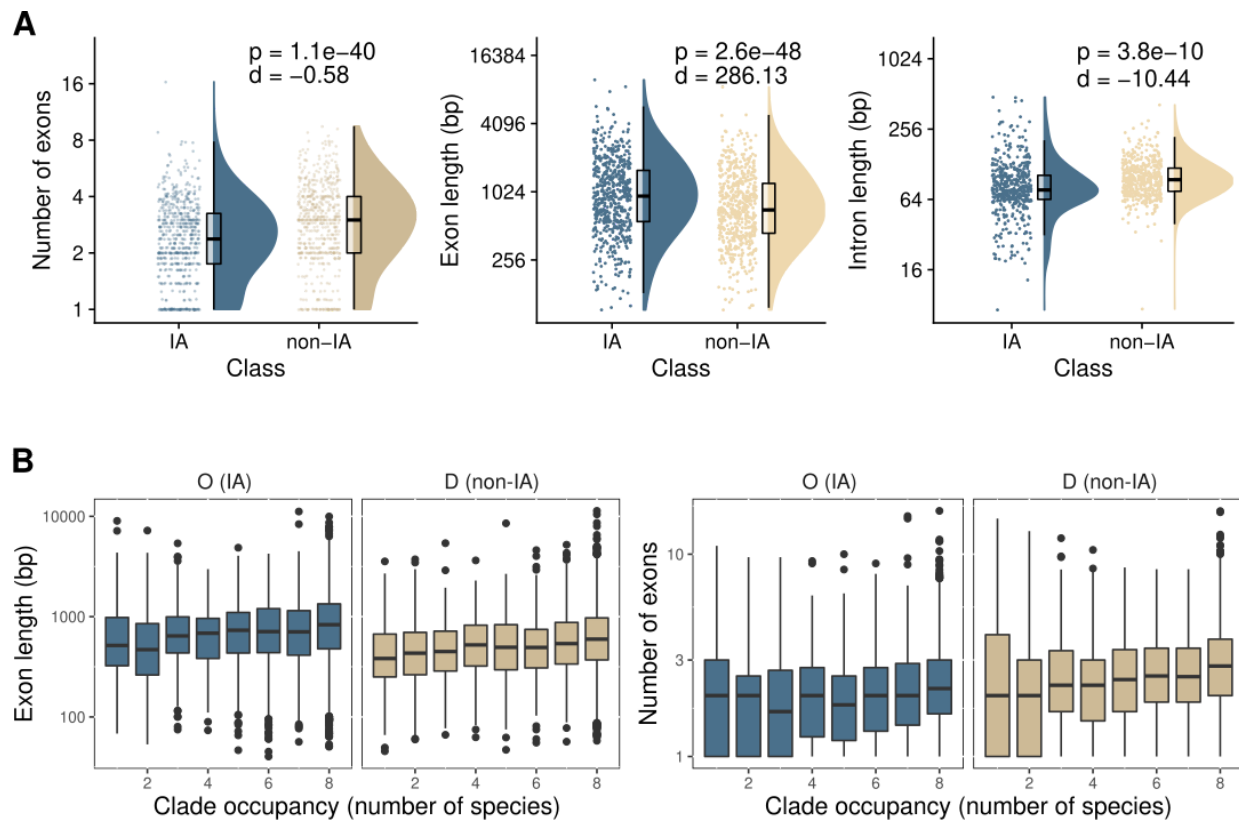 A
p = 1.1e−40
d = −0.58
Number of exons
16
8
4
2
1
IA
non−IA
Class
p = 2.6e−48
d = 286.13
Exon length (bp)
16384
4096
1024
256
IA
non−IA
Class
p = 3.8e−10
d = −10.44
Intron length (bp)
1024
256
64
16
IA
non−IA
Class
B
O (IA)
D (non−IA)
Exon length (bp)
10000
1000
100
2
4
6
8
2
4
6
8
Clade occupancy (number of species)
O (IA)
D (non−IA)
Number of exons
10
3
1
2
4
6
8
2
4
6
8
Clade occupancy (number of species)